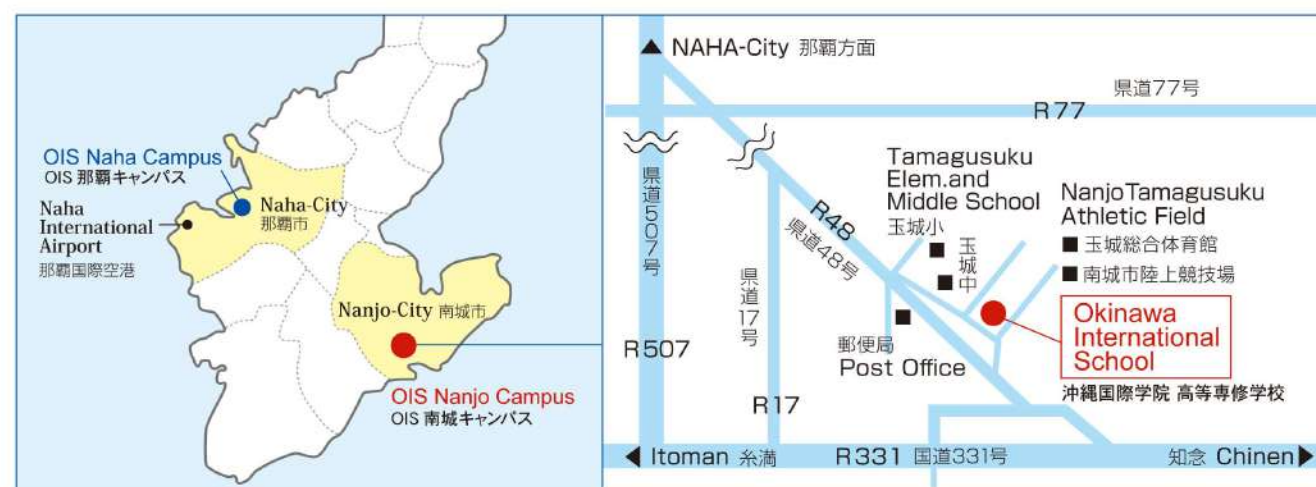 OIS Naha Campus
OIS 那覇キャンパス
Naha
International
Airport
那覇国際空港
Naha-City
那覇市
Nanjo-City 南城市
OIS Nanjo Campus
OIS 南城キャンパス
▲ NAHA-City 那覇方面
県道77号
R77
県道507号
R507
R48
県道48号
県道17号
R17
Tamagusuku
Elem.and
Middle School
玉城小
玉城中
NanjoTamagusuku
Athletic Field
■ 玉城総合体育館
■ 南城市陸上競技場
Okinawa
International
School
沖縄国際学院 高等専修学校
郵便局
Post Office
◀ Itoman 糸満
R331 国道331号
知念 Chinen▶